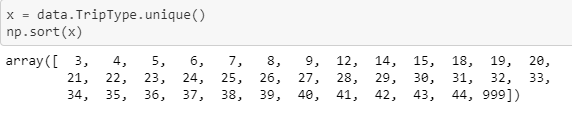 x = data.TripType.unique()
np.sort(x)
array([  3,   4,   5,   6,   7,   8,   9,  12,  14,  15,  18,  19,  20,
        21,  22,  23,  24,  25,  26,  27,  28,  29,  30,  31,  32,  33,
        34,  35,  36,  37,  38,  39,  40,  41,  42,  43,  44, 999])